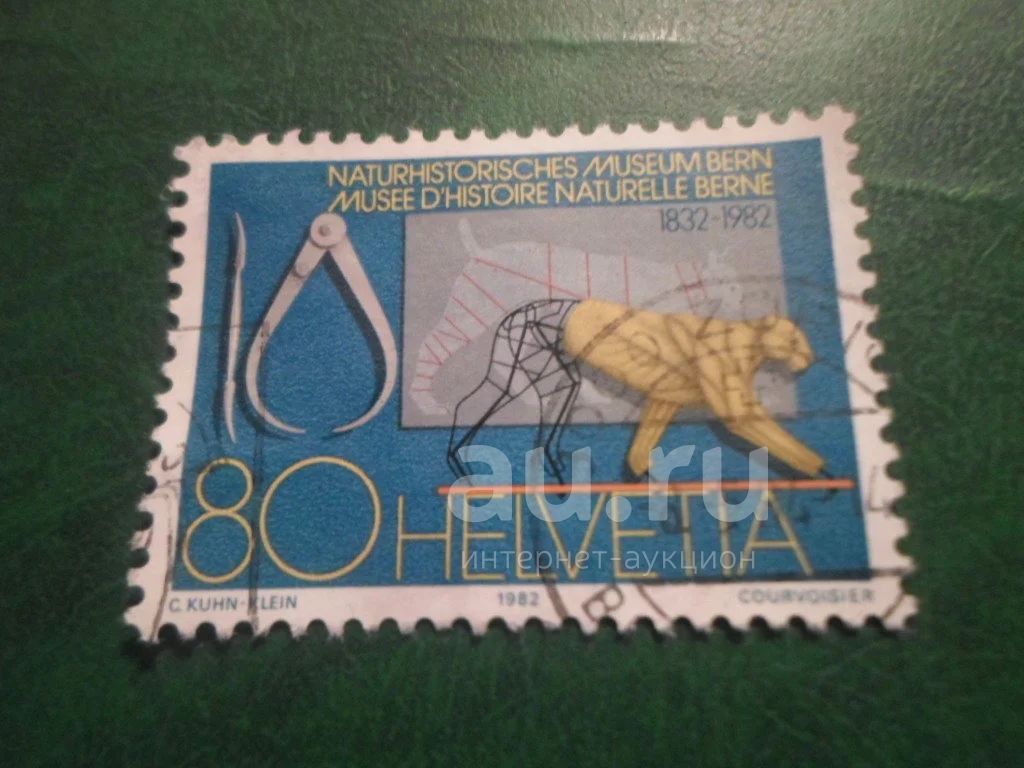 NATURHISTORISCHES MUSEUM BERN
MUSEE D'HISTOIRE NATURELLE BERNE
1832-1982
80 HELVETIA
au.ru
интернет-аукцион
C. KUHN-KLEIN 1982 COURVOISIER